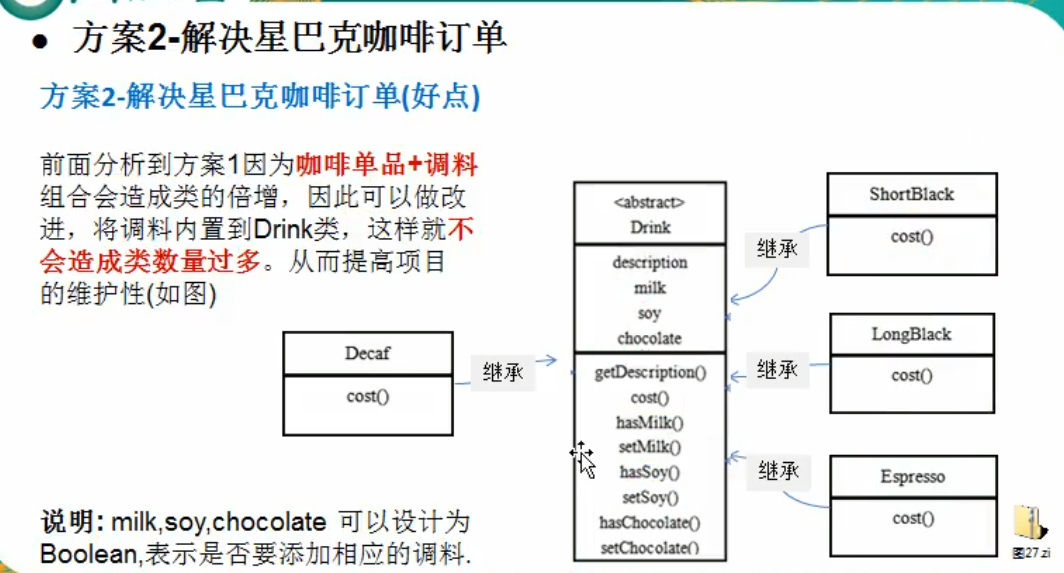 ● 方案2-解决星巴克咖啡订单
方案2-解决星巴克咖啡订单(好点)
前面分析到方案1因为咖啡单品+调料
组合会造成类的倍增，因此可以做改
进，将调料内置到Drink类，这样就不
会造成类数量过多。从而提高项目
的维护性(如图)
Decaf
cost()
继承
<abstract>
Drink
description
milk
soy
chocolate
getDescription()
cost()
hasMilk()
setMilk()
hasSoy()
setSoy()
hasChocolate()
setChocolate()
继承
ShortBlack
cost()
继承
LongBlack
cost()
继承
Espresso
cost()
说明: milk,soy,chocolate 可以设计为
Boolean,表示是否要添加相应的调料.
图27.zi